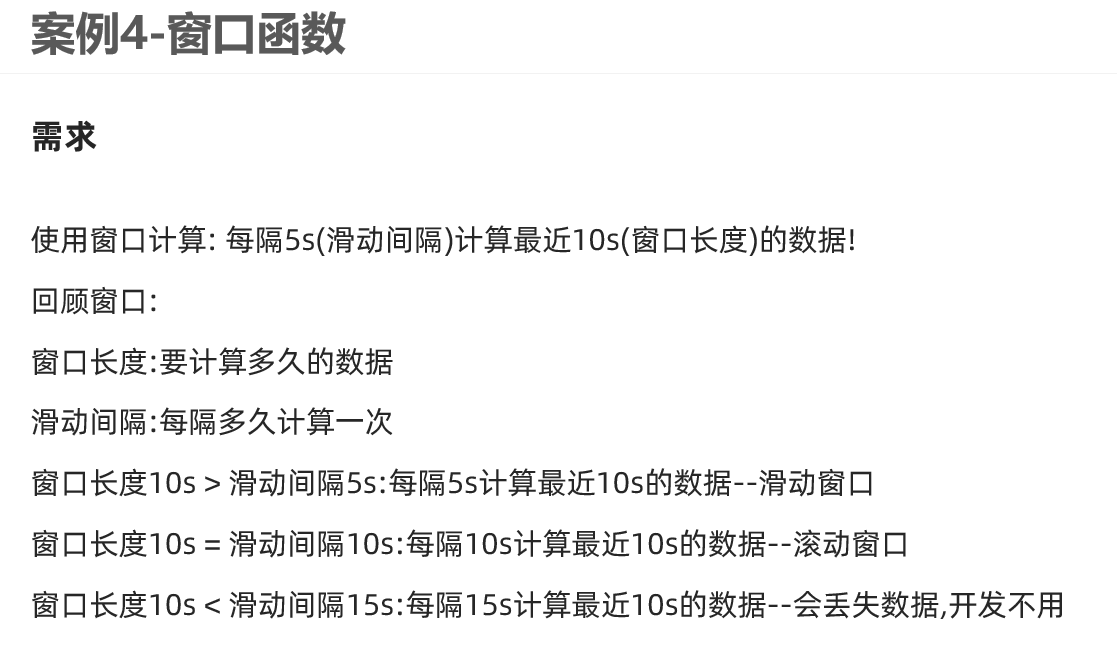 案例4-窗口函数
需求
使用窗口计算: 每隔5s(滑动间隔)计算最近10s(窗口长度)的数据!
回顾窗口:
窗口长度:要计算多久的数据
滑动间隔:每隔多久计算一次
窗口长度10s > 滑动间隔5s:每隔5s计算最近10s的数据--滑动窗口
窗口长度10s = 滑动间隔10s:每隔10s计算最近10s的数据--滚动窗口
窗口长度10s < 滑动间隔15s:每隔15s计算最近10s的数据--会丢失数据,开发不用